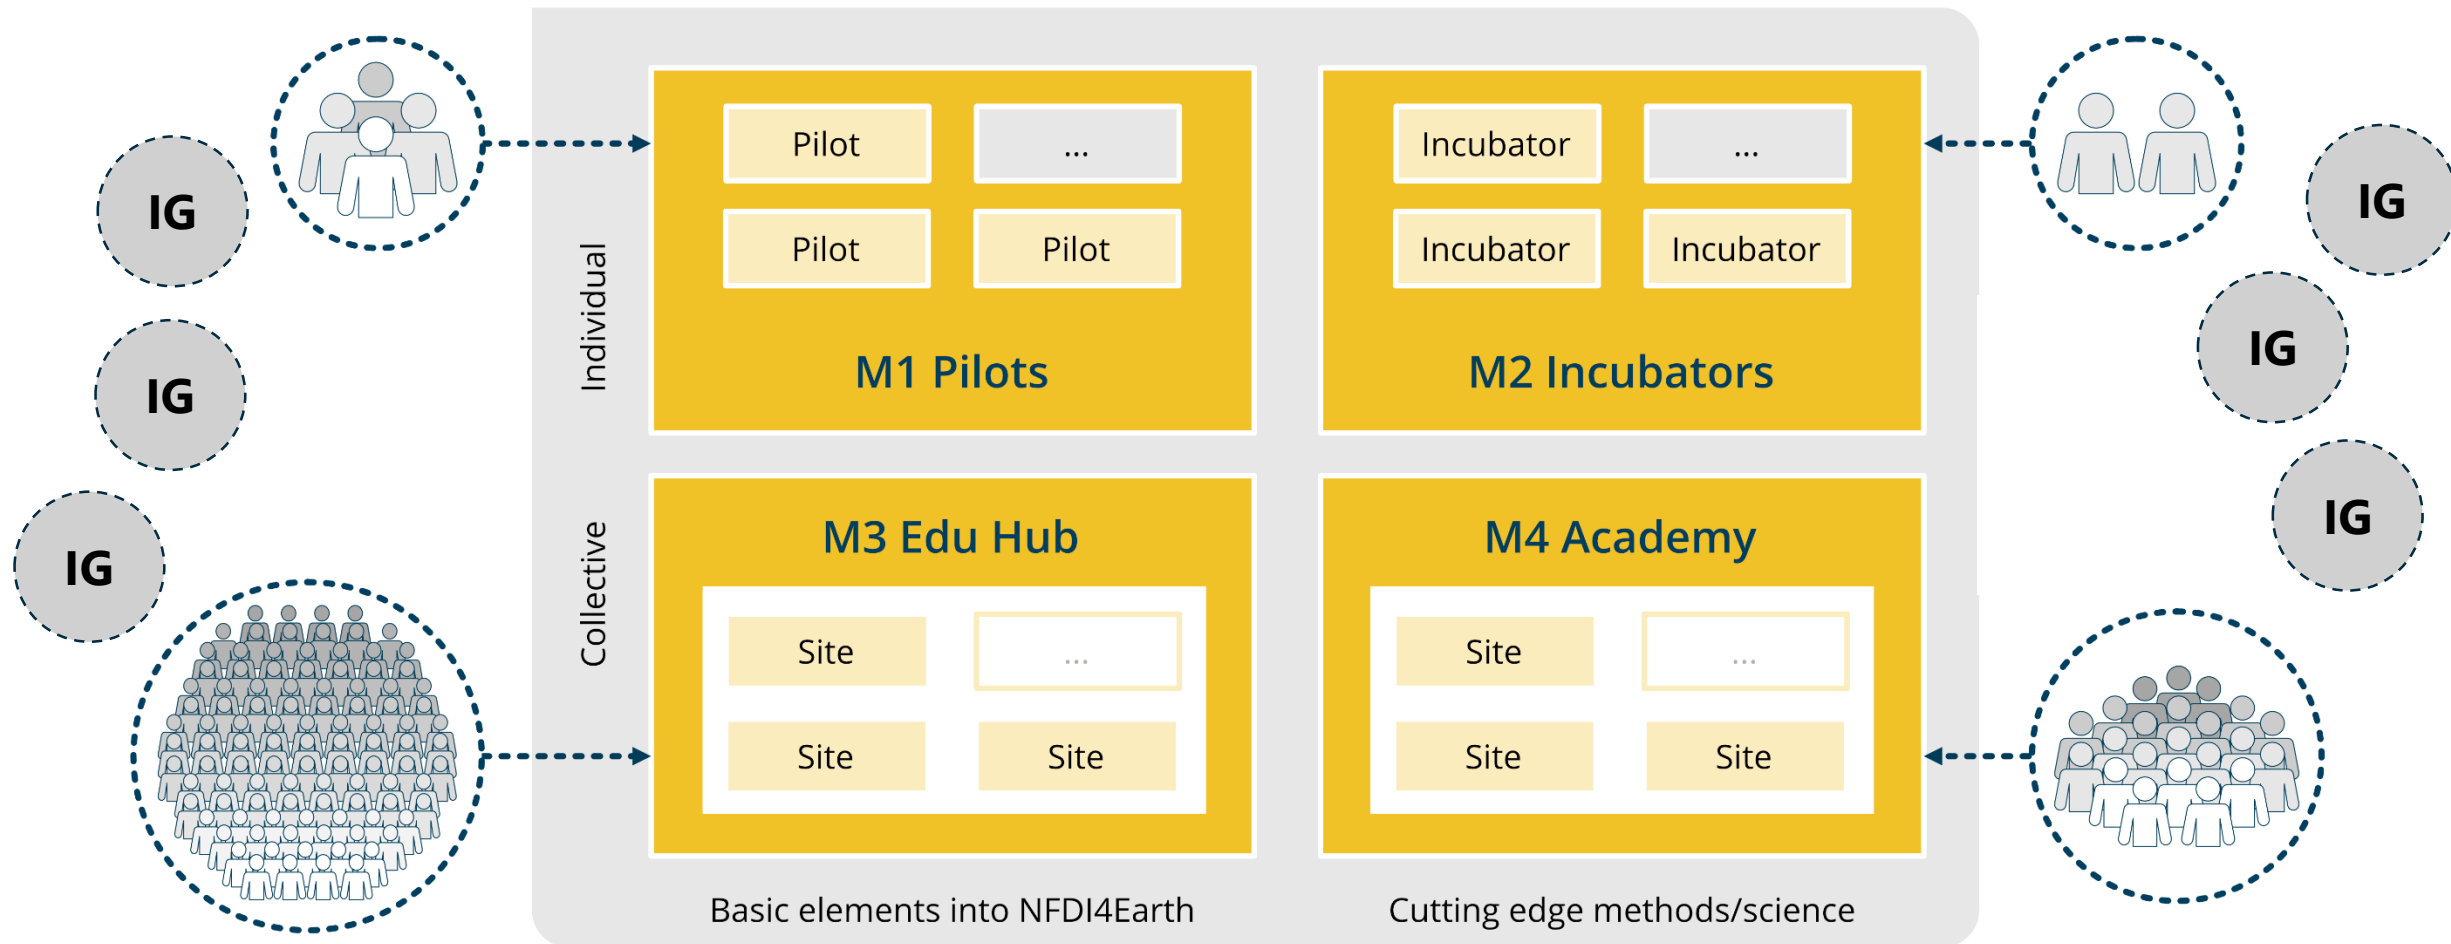 IG
IG
IG
Individual
Collective
Pilot
...
Pilot
Pilot
M1 Pilots
Incubator
...
Incubator
Incubator
M2 Incubators
M3 Edu Hub
Site
...
Site
Site
M4 Academy
Site
...
Site
Site
Basic elements into NFDI4Earth
Cutting edge methods/science
IG
IG
IG